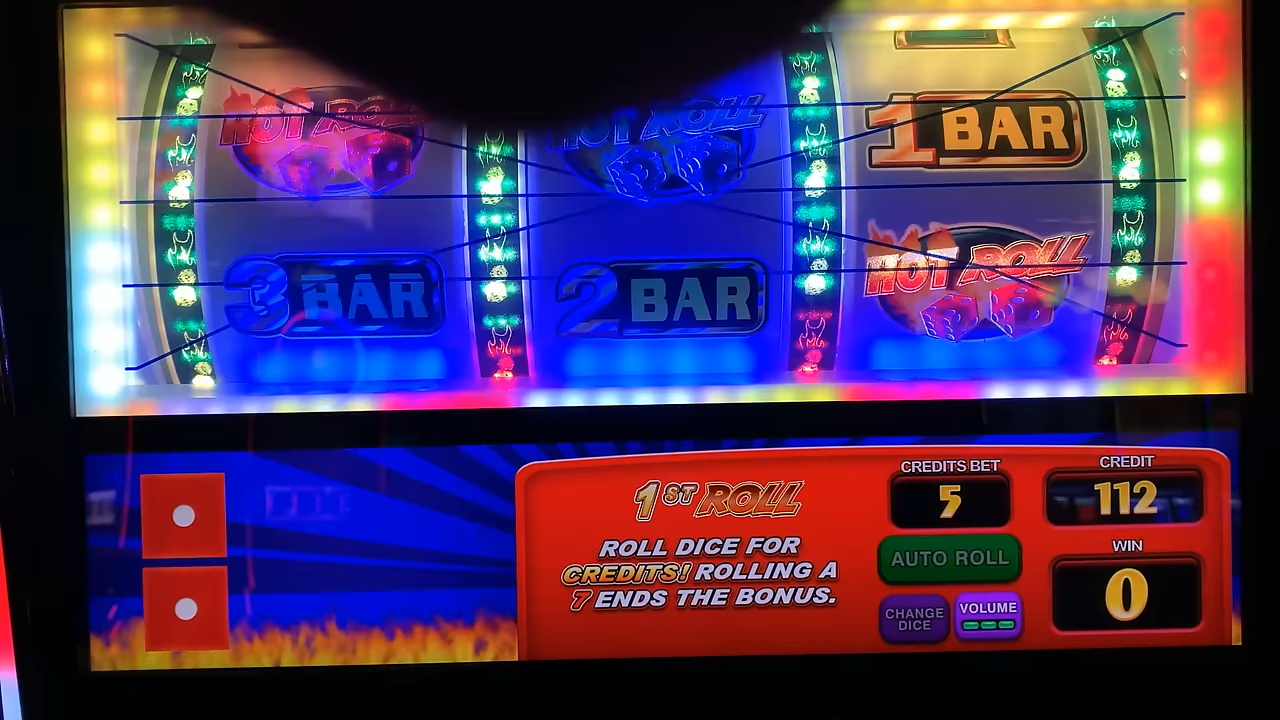 HOT ROLL
HOT ROLL
1 BAR
3 BAR
2 BAR
HOT ROLL
1ST ROLL
ROLL DICE FOR
CREDITS! ROLLING A
7 ENDS THE BONUS.
CREDITS BET
5
AUTO ROLL
CHANGE
DICE
VOLUME
CREDIT
112
WIN
0